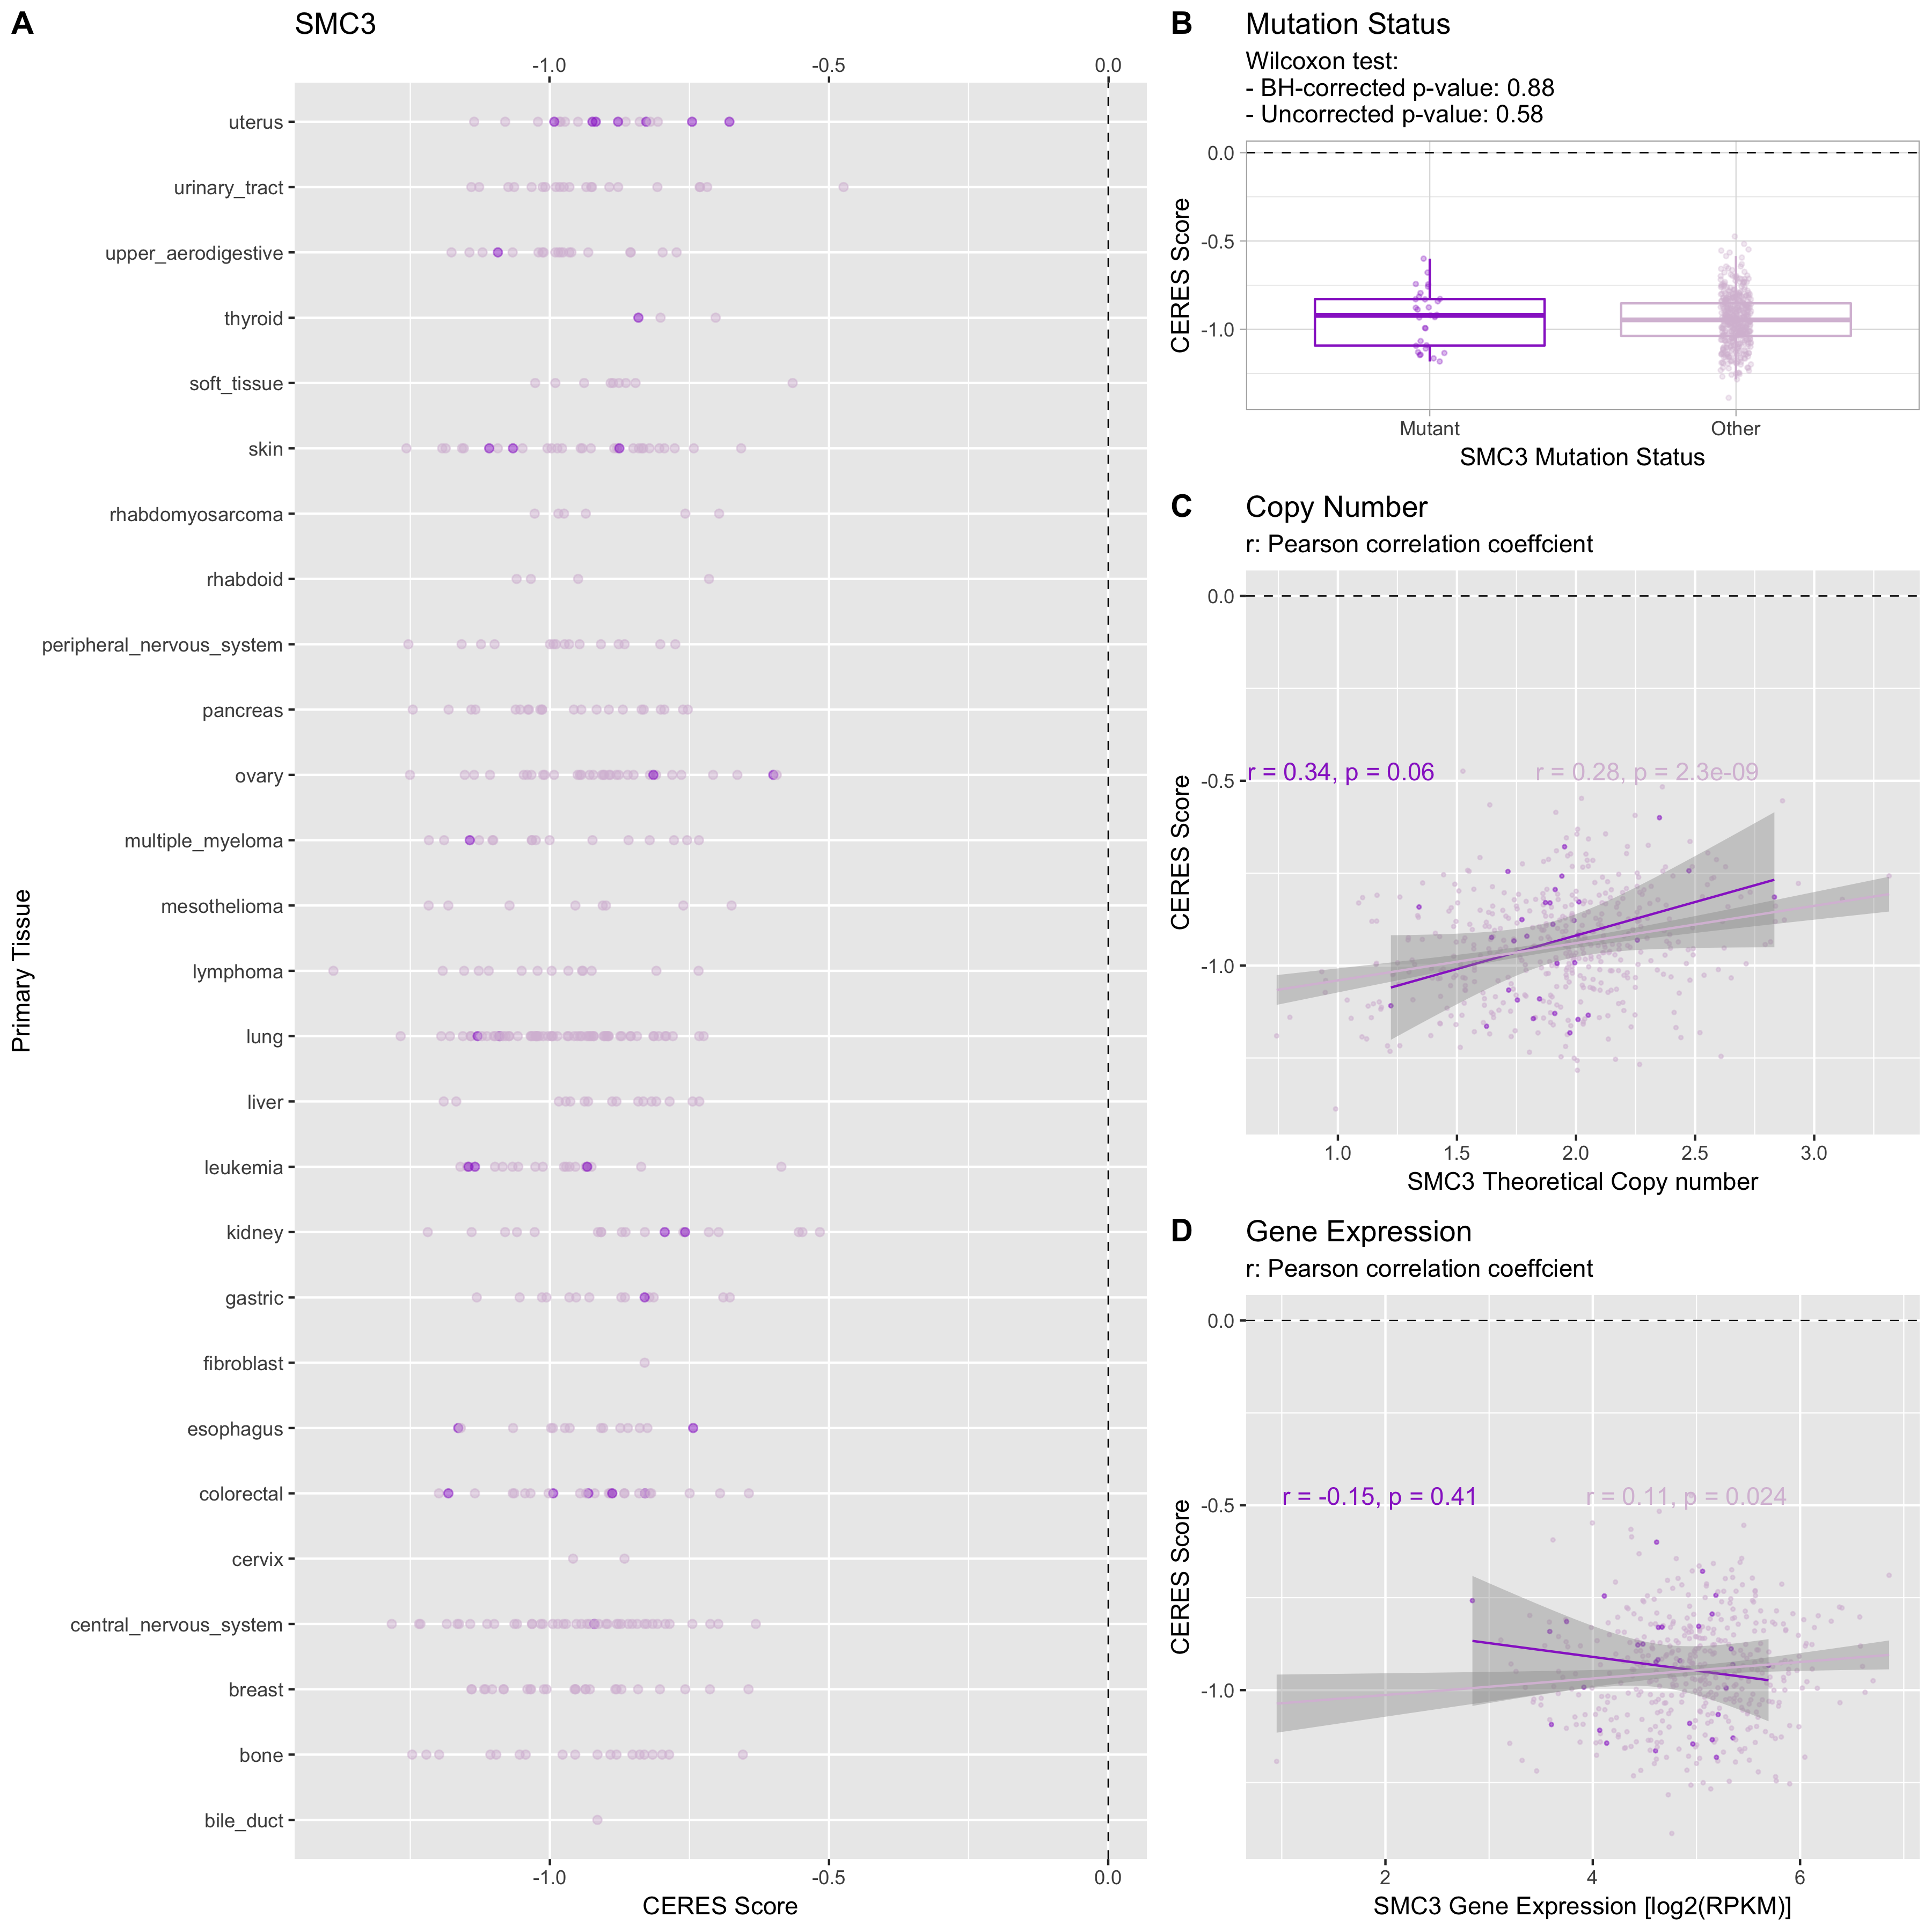 A
SMC3
-1.0 -0.5 0.0
Primary Tissue
uterus
urinary_tract
upper_aerodigestive
thyroid
soft_tissue
skin
rhabdomyosarcoma
rhabdoid
peripheral_nervous_system
pancreas
ovary
multiple_myeloma
mesothelioma
lymphoma
lung
liver
leukemia
kidney
gastric
fibroblast
esophagus
colorectal
cervix
central_nervous_system
breast
bone
bile_duct
-1.0 -0.5 0.0
CERES Score
B
Mutation Status
Wilcoxon test:
- BH-corrected p-value: 0.88
- Uncorrected p-value: 0.58
CERES Score
0.0
-0.5
-1.0
Mutant Other
SMC3 Mutation Status
C
Copy Number
r: Pearson correlation coeffcient
CERES Score
0.0
-0.5
-1.0
r = 0.34, p = 0.06 r = 0.28, p = 2.3e-09
1.0 1.5 2.0 2.5 3.0
SMC3 Theoretical Copy number
D
Gene Expression
r: Pearson correlation coeffcient
CERES Score
0.0
-0.5
-1.0
r = -0.15, p = 0.41 r = 0.11, p = 0.024
2 4 6
SMC3 Gene Expression [log2(RPKM)]